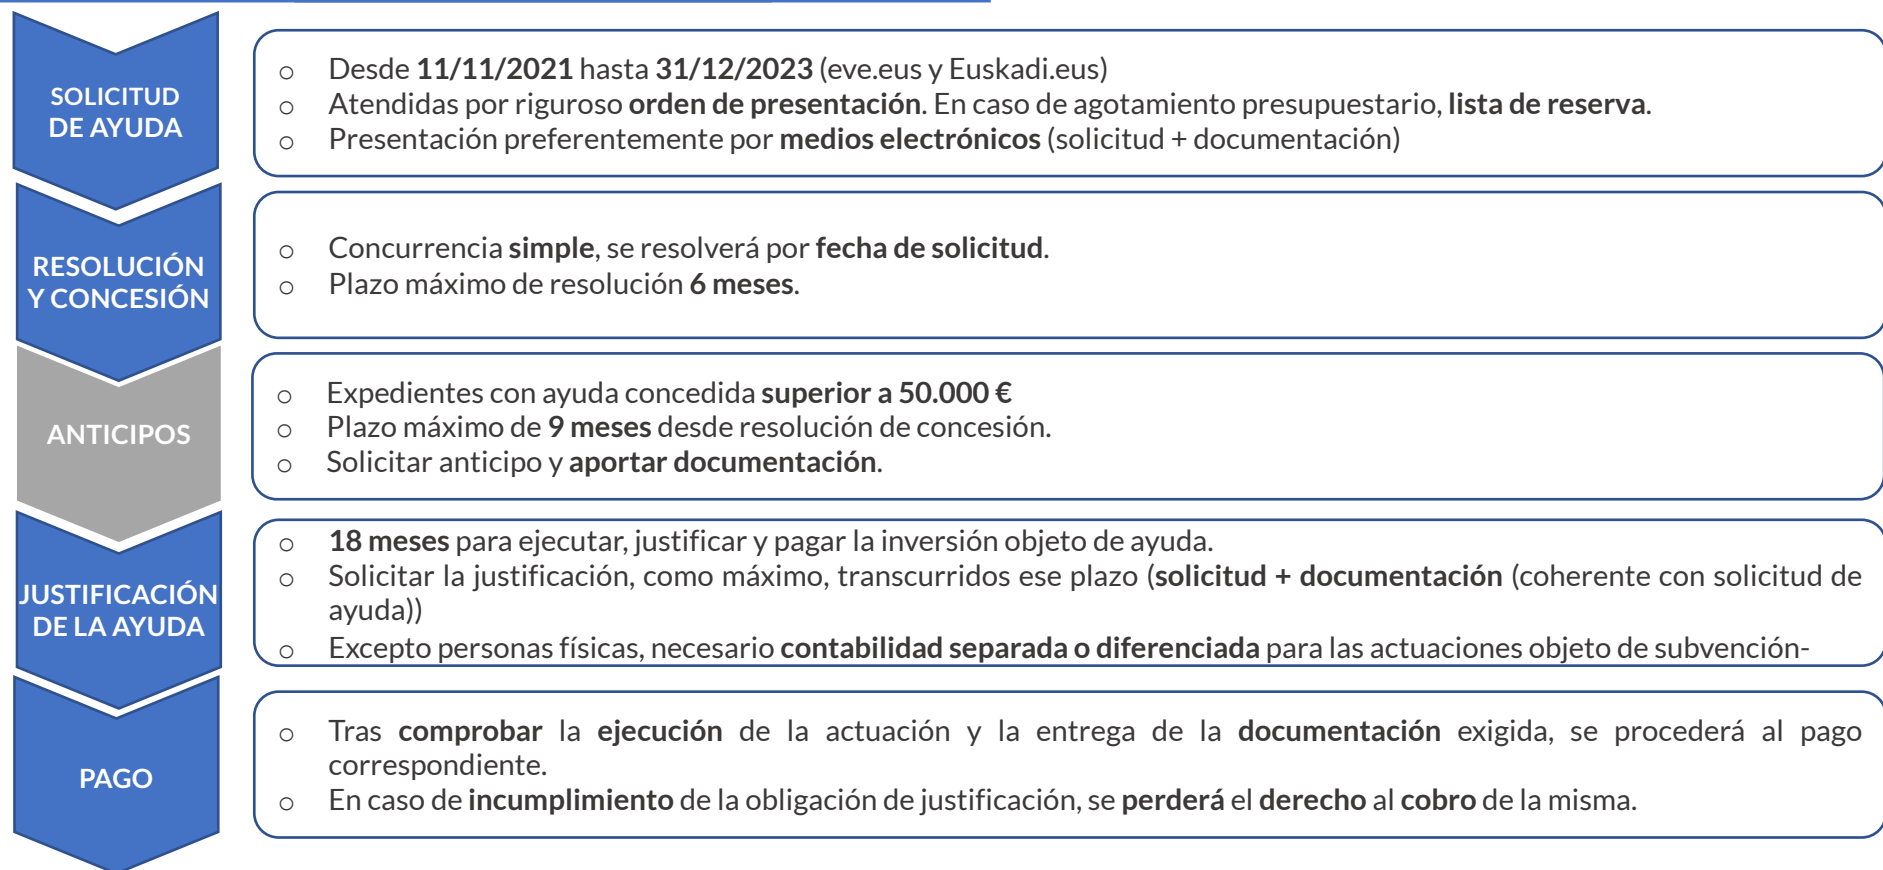 SOLICITUD
DE AYUDA
o Desde 11/11/2021 hasta 31/12/2023 (eve.eus y Euskadi.eus)
o Atendidas por riguroso orden de presentación. En caso de agotamiento presupuestario, lista de reserva.
o Presentación preferentemente por medios electrónicos (solicitud + documentación)
RESOLUCIÓN
Y CONCESIÓN
o Concurrencia simple, se resolverá por fecha de solicitud.
o Plazo máximo de resolución 6 meses.
ANTICIPOS
o Expedientes con ayuda concedida superior a 50.000 €
o Plazo máximo de 9 meses desde resolución de concesión.
o Solicitar anticipo y aportar documentación.
JUSTIFICACIÓN
DE LA AYUDA
o 18 meses para ejecutar, justificar y pagar la inversión objeto de ayuda.
o Solicitar la justificación, como máximo, transcurridos ese plazo (solicitud + documentación (coherente con solicitud de
ayuda))
o Excepto personas físicas, necesario contabilidad separada o diferenciada para las actuaciones objeto de subvención-
PAGO
o Tras comprobar la ejecución de la actuación y la entrega de la documentación exigida, se procederá al pago
correspondiente.
o En caso de incumplimiento de la obligación de justificación, se perderá el derecho al cobro de la misma.